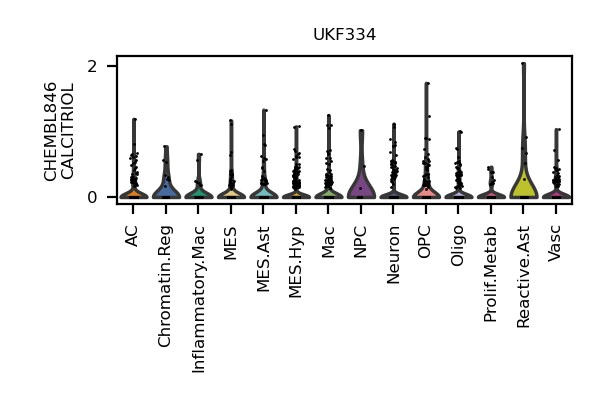 UKF334
CHEMBL846
CALCITRIOL
2
0
AC
Chromatin.Reg
Inflammatory.Mac
MES
MES.Ast
MES.Hyp
Mac
NPC
Neuron
OPC
Oligo
Prolif.Metab
Reactive.Ast
Vasc